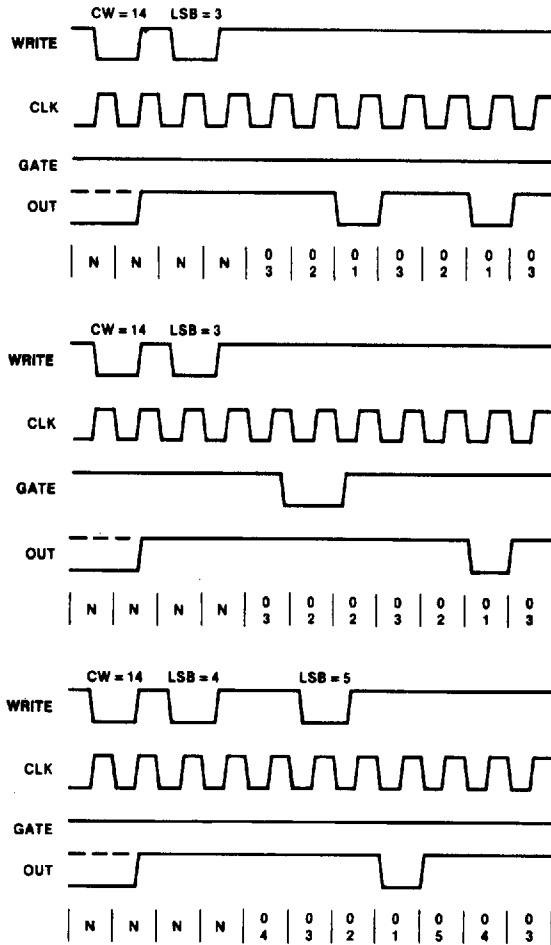 CW = 14 LSB = 3
WRITE
CLK
GATE
OUT
N N N N 0 0 0 0 0 0 0
3 2 1 3 2 1 3
CW = 14 LSB = 3
WRITE
CLK
GATE
OUT
N N N N 0 0 0 0 0 0 0
3 2 2 3 2 1 3
CW = 14 LSB = 4 LSB = 5
WRITE
CLK
GATE
OUT
N N N N 0 0 0 0 0 0 0
4 3 2 1 5 4 3